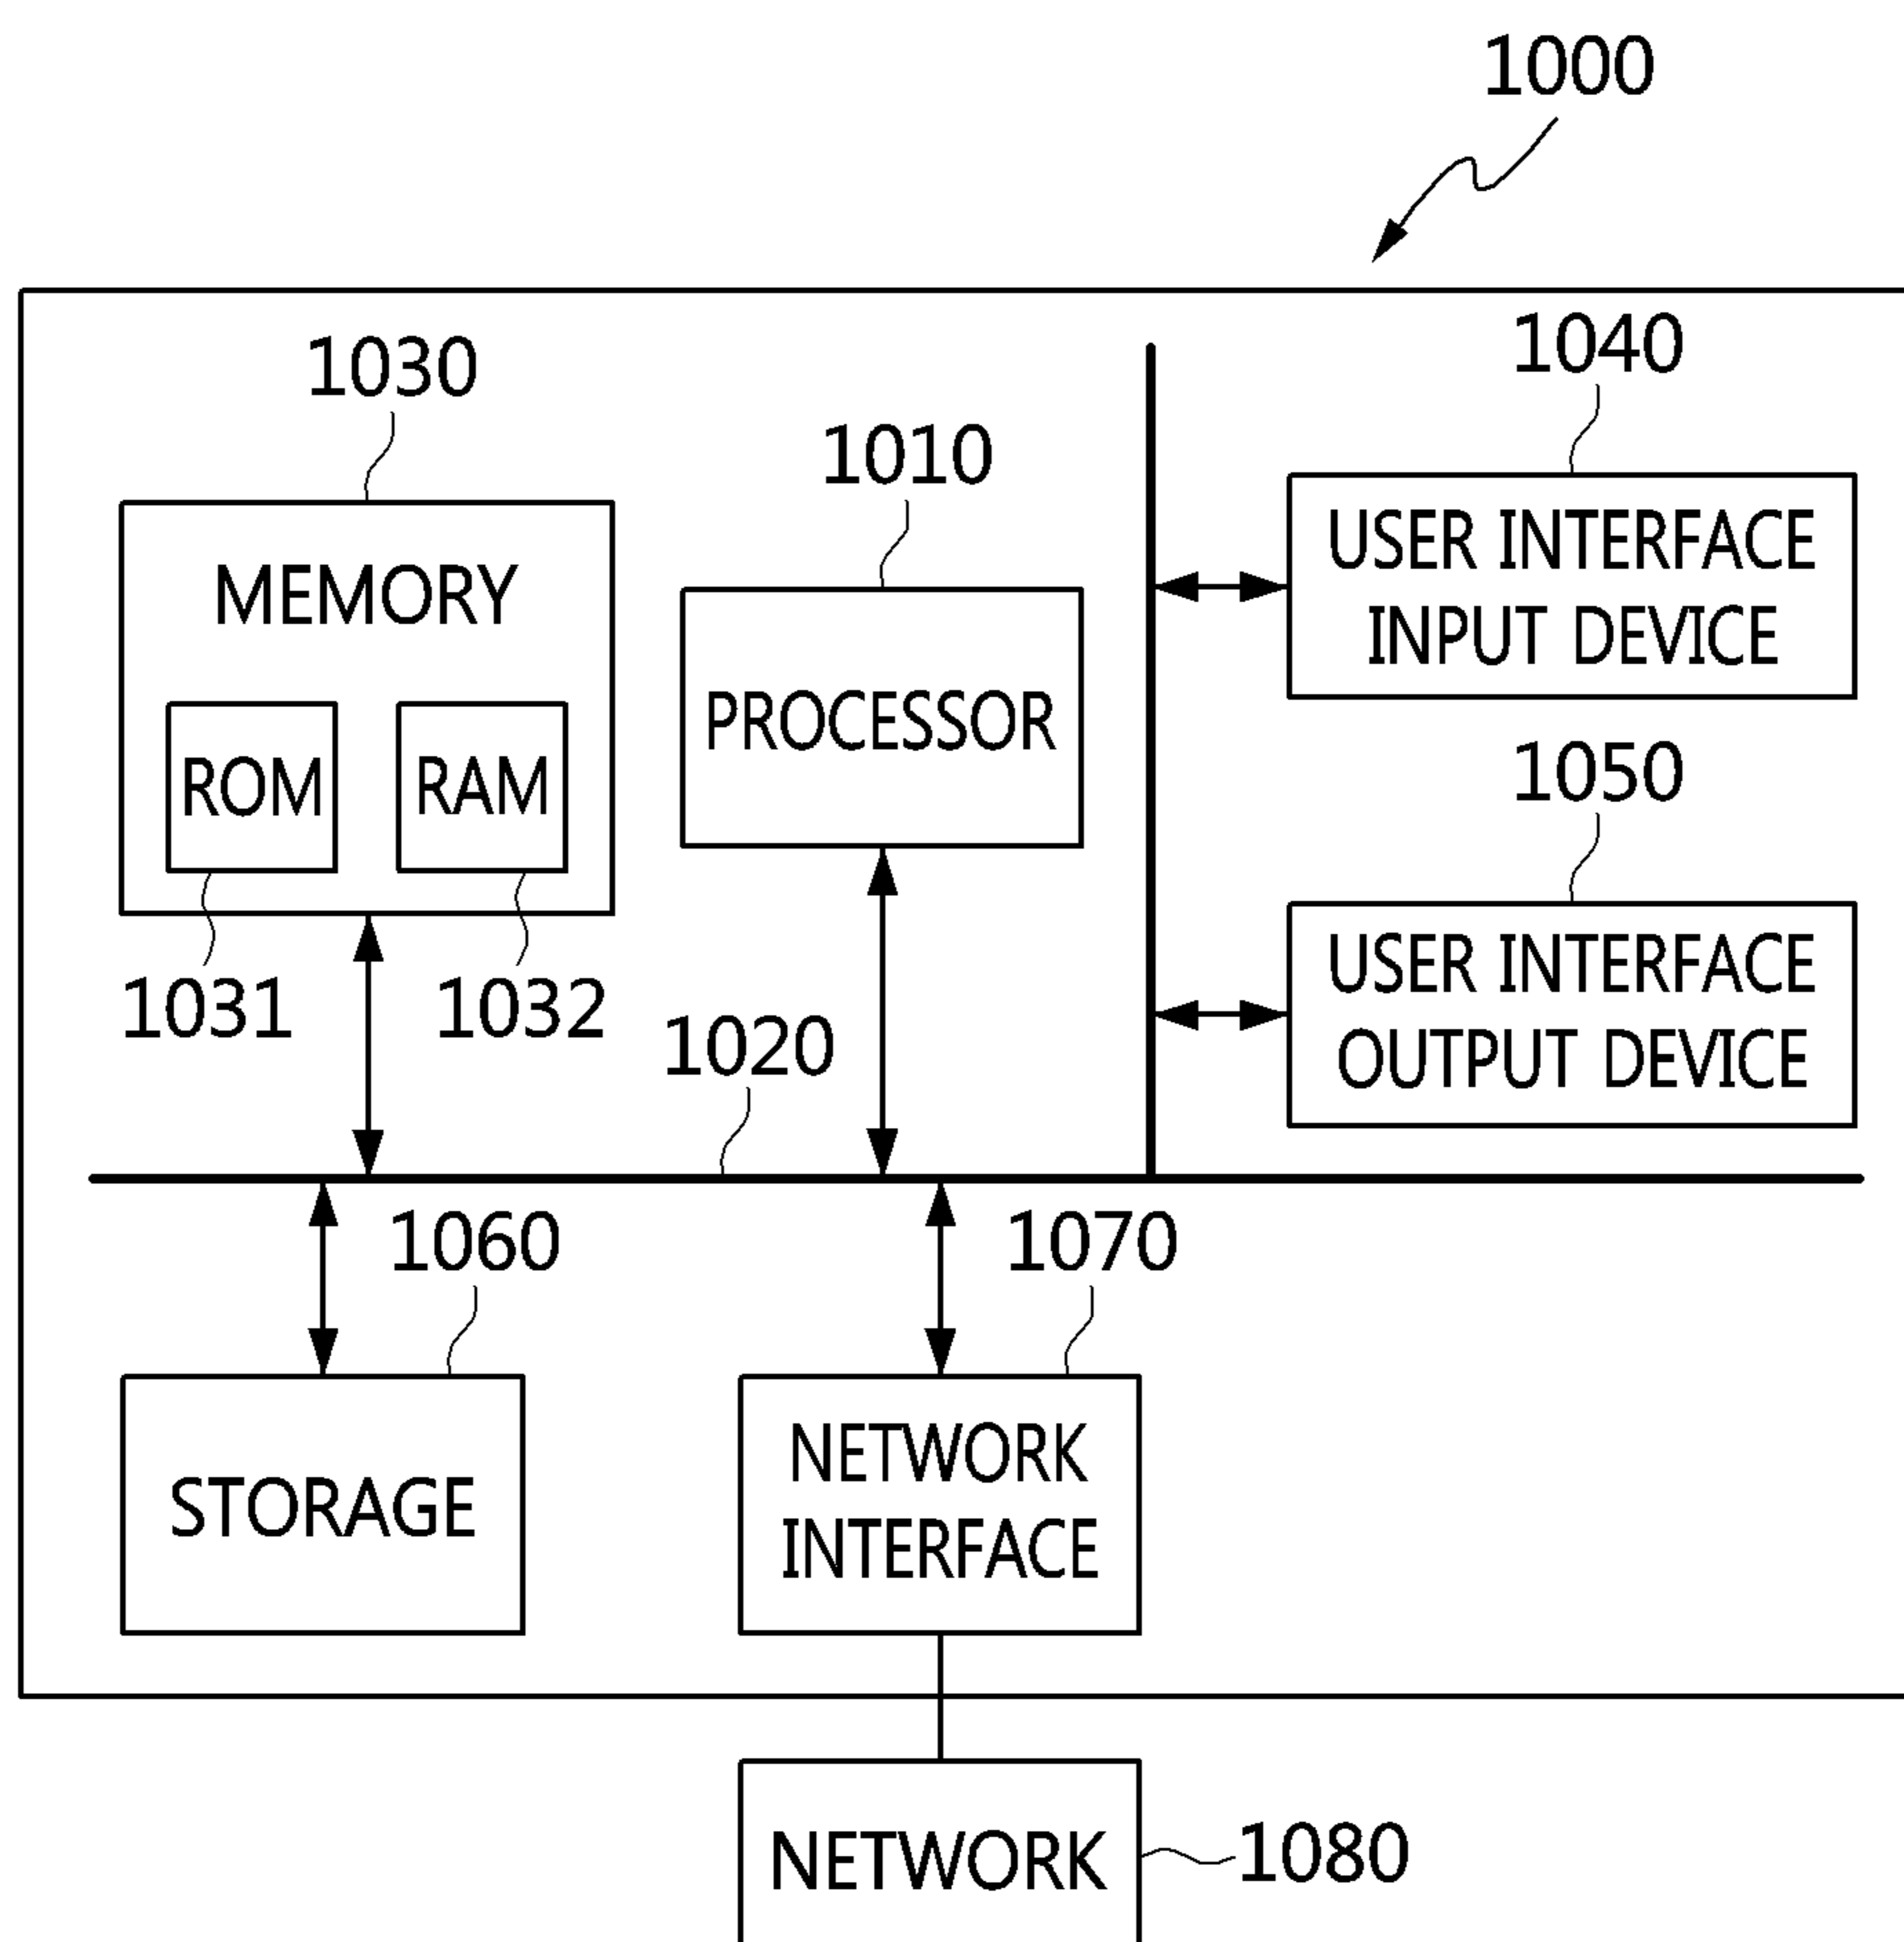 1000
1030
1010
1040
MEMORY
ROM
RAM
PROCESSOR
USER INTERFACE
INPUT DEVICE
1031
1032
1020
1050
USER INTERFACE
OUTPUT DEVICE
1060
1070
STORAGE
NETWORK
INTERFACE
NETWORK
1080